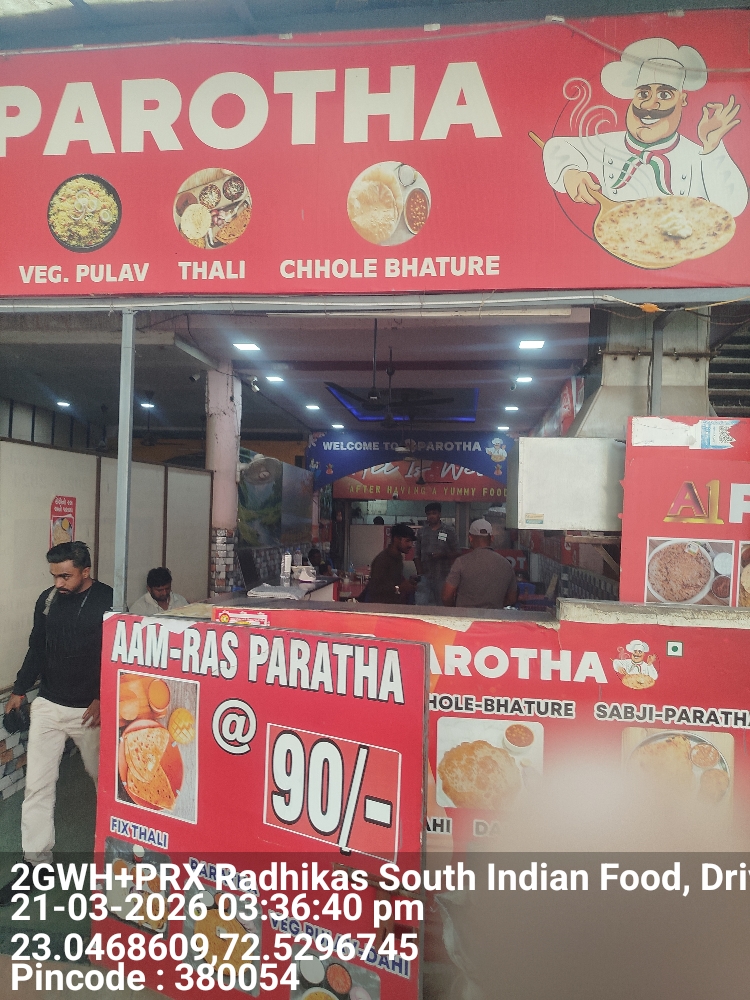 PAROTHA
VEG. PULAV THALI CHHOLE BHATURE
WELCOME TO PAROTHA
AFTER HAVING A YUMMY FOOD
A1
AAM-RAS PARATHA
@ 90/-
AROTHA
HOLE-BHATURE SABJI-PARATHA
FIX THALI
2GWH+PRX Radhikas South Indian Food, Driv
21-03-2026 03:36:40 pm
23.0468609,72.5296745
Pincode : 380054